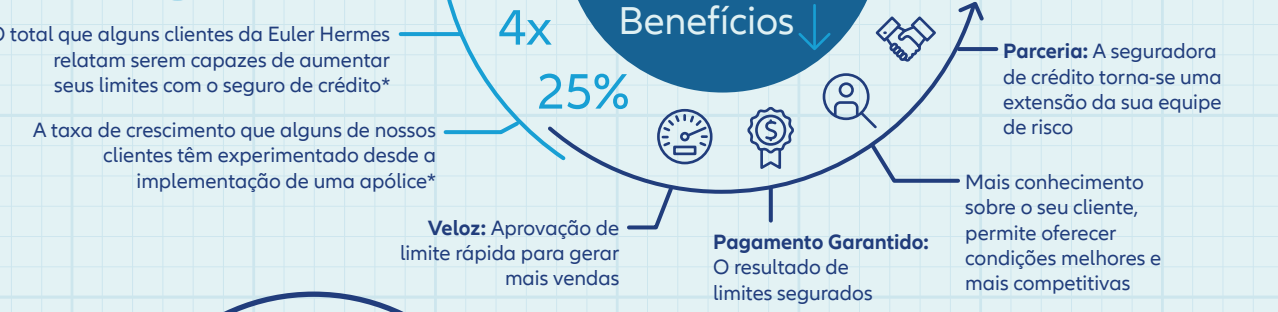 Benefícios
4x
O total que alguns clientes da Euler Hermes
relatam serem capazes de aumentar
seus limites com o seguro de crédito*
25%
A taxa de crescimento que alguns de nossos
clientes têm experimentado desde a
implementação de uma apólice*
Veloz: Aprovação de
limite rápida para gerar
mais vendas
Pagamento Garantido:
O resultado de
limites segurados
Mais conhecimento
sobre o seu cliente,
permite oferecer
condições melhores e
mais competitivas
Parceria: A seguradora
de crédito torna-se uma
extensão da sua equipe
de risco